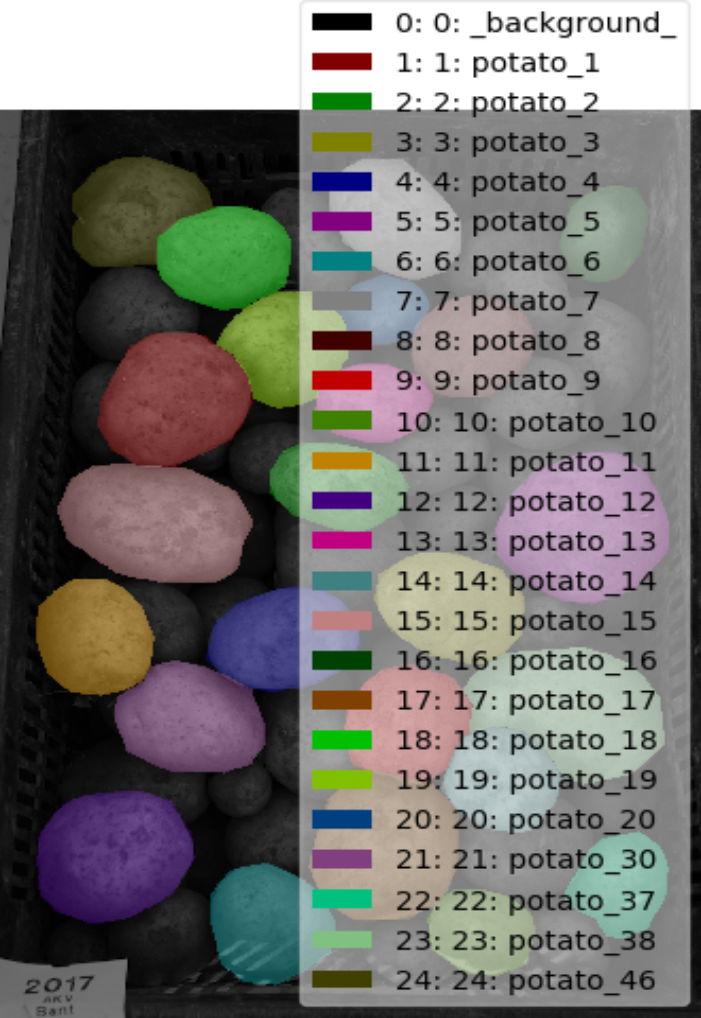 0: 0: _background_
1: 1: potato_1
2: 2: potato_2
3: 3: potato_3
4: 4: potato_4
5: 5: potato_5
6: 6: potato_6
7: 7: potato_7
8: 8: potato_8
9: 9: potato_9
10: 10: potato_10
11: 11: potato_11
12: 12: potato_12
13: 13: potato_13
14: 14: potato_14
15: 15: potato_15
16: 16: potato_16
17: 17: potato_17
18: 18: potato_18
19: 19: potato_19
20: 20: potato_20
21: 21: potato_30
22: 22: potato_37
23: 23: potato_38
24: 24: potato_46
2017
AKV
Sant